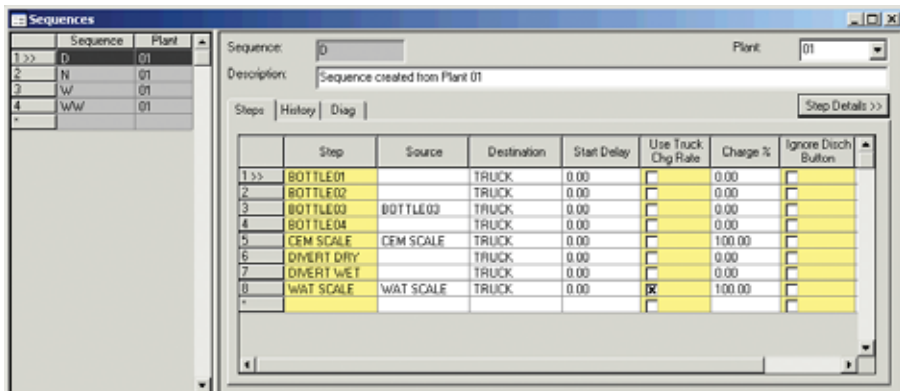 Sequences
Sequence Plant
1 >> D 01
2 N 01
3 W 01
4 WW 01
*
Sequence: D Plant: 01
Description: Sequence created from Plant 01
Steps History Diag Step Details >>
Step Source Destination Start Delay Use Truck Chg Rate Charge % Ignore Disch Button
1 >> BOTTLE01 TRUCK 0.00 0.00
2 BOTTLE02 TRUCK 0.00 0.00
3 BOTTLE03 BOTTLE03 TRUCK 0.00 0.00
4 BOTTLE04 TRUCK 0.00 0.00
5 CEM SCALE CEM SCALE TRUCK 0.00 100.00
6 DIVERT DRY TRUCK 0.00 0.00
7 DIVERT WET TRUCK 0.00 0.00
8 WAT SCALE WAT SCALE TRUCK 0.00 100.00
*